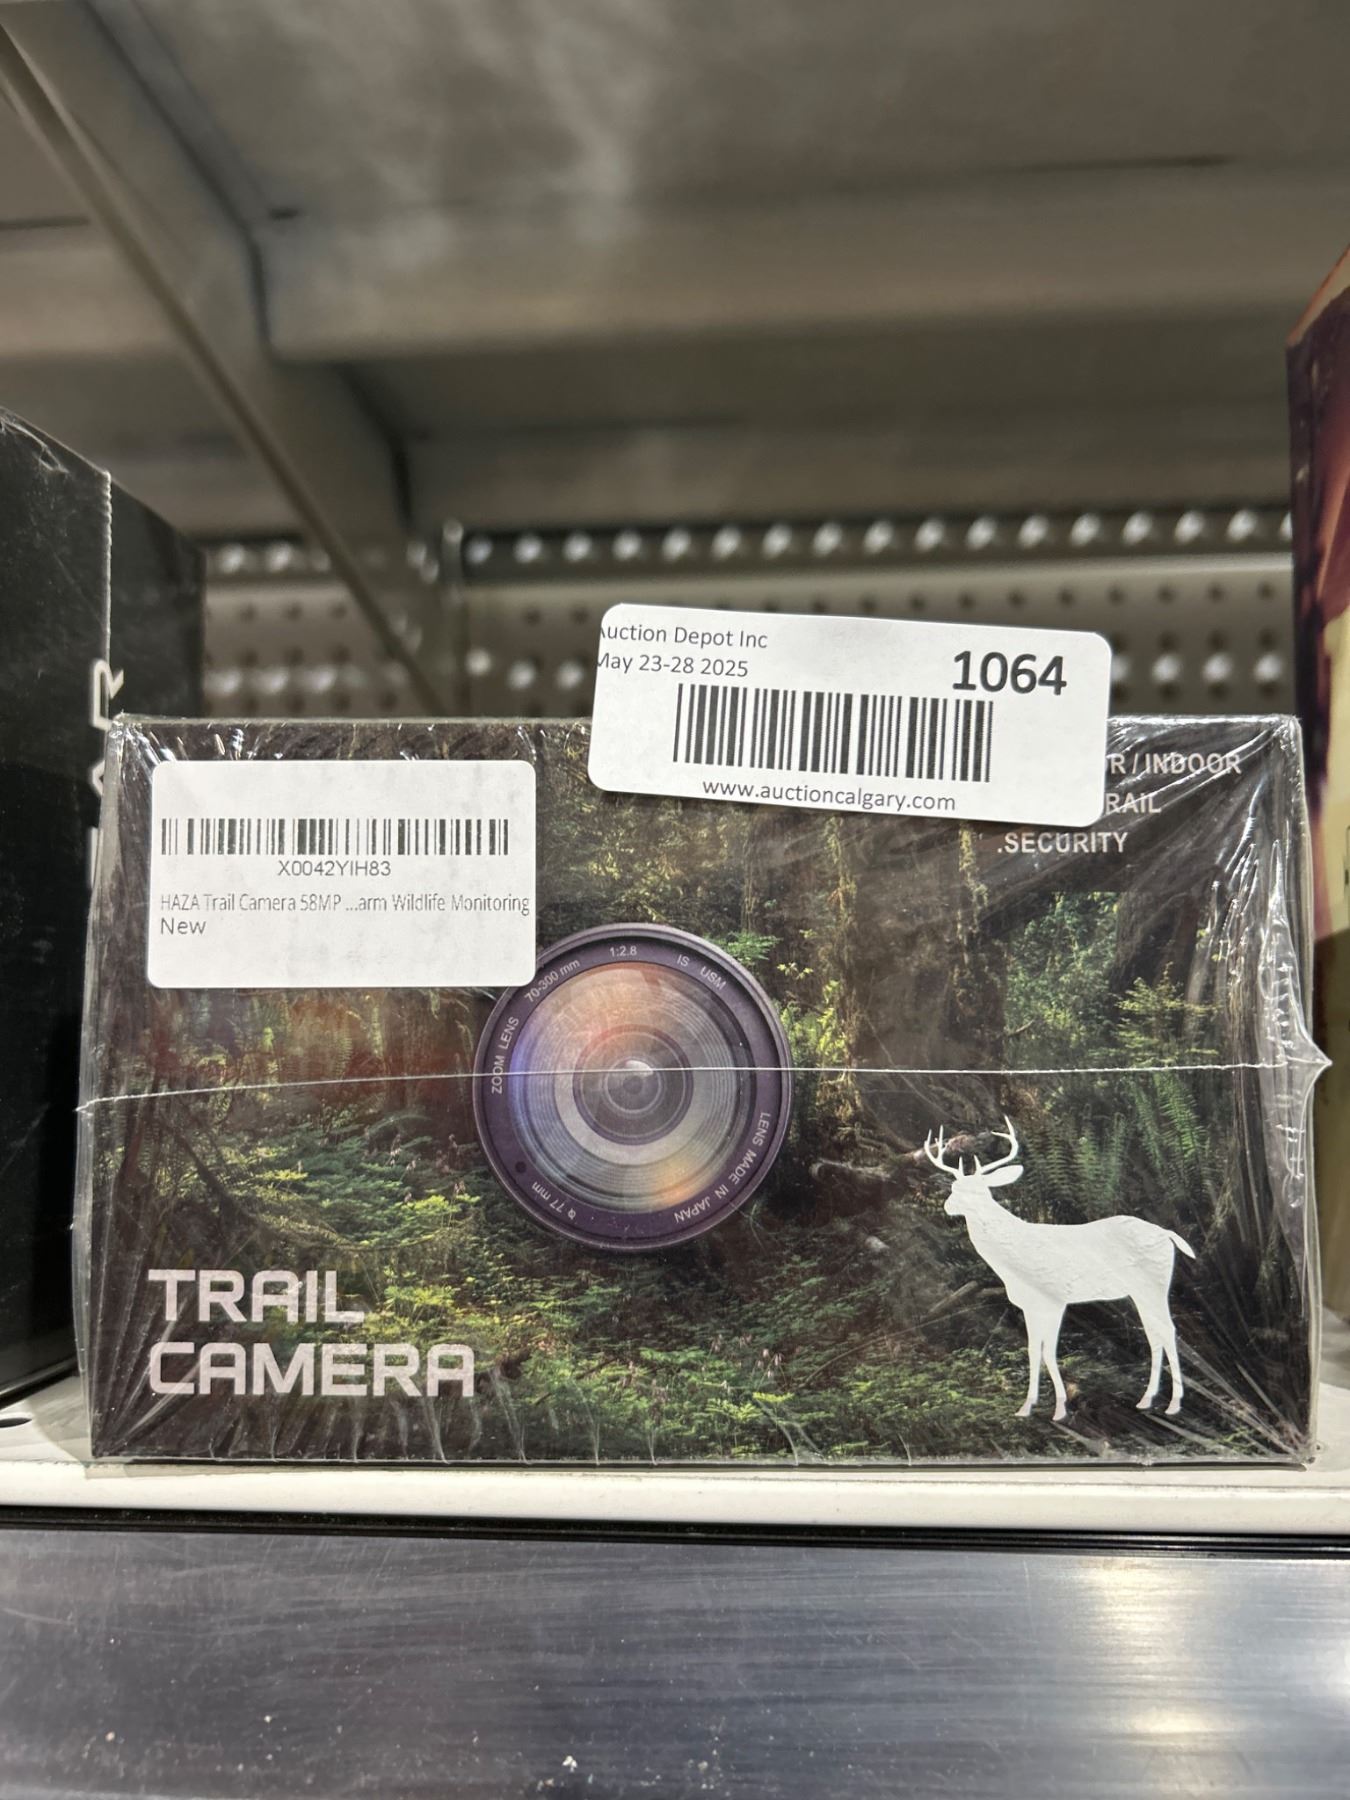 uction Depot Inc
May 23-28 2025
1064
www.auctioncalgary.com
R / INDOOR
RAIL
.SECURITY
X0042YIH83
HAZA Trail Camera 58MP ...arm Wildlife Monitoring
New
ZOOM LENS 70-300 mm 1:2.8 IS USM
LENS MADE IN JAPAN
77 mm
TRAIL
CAMERA